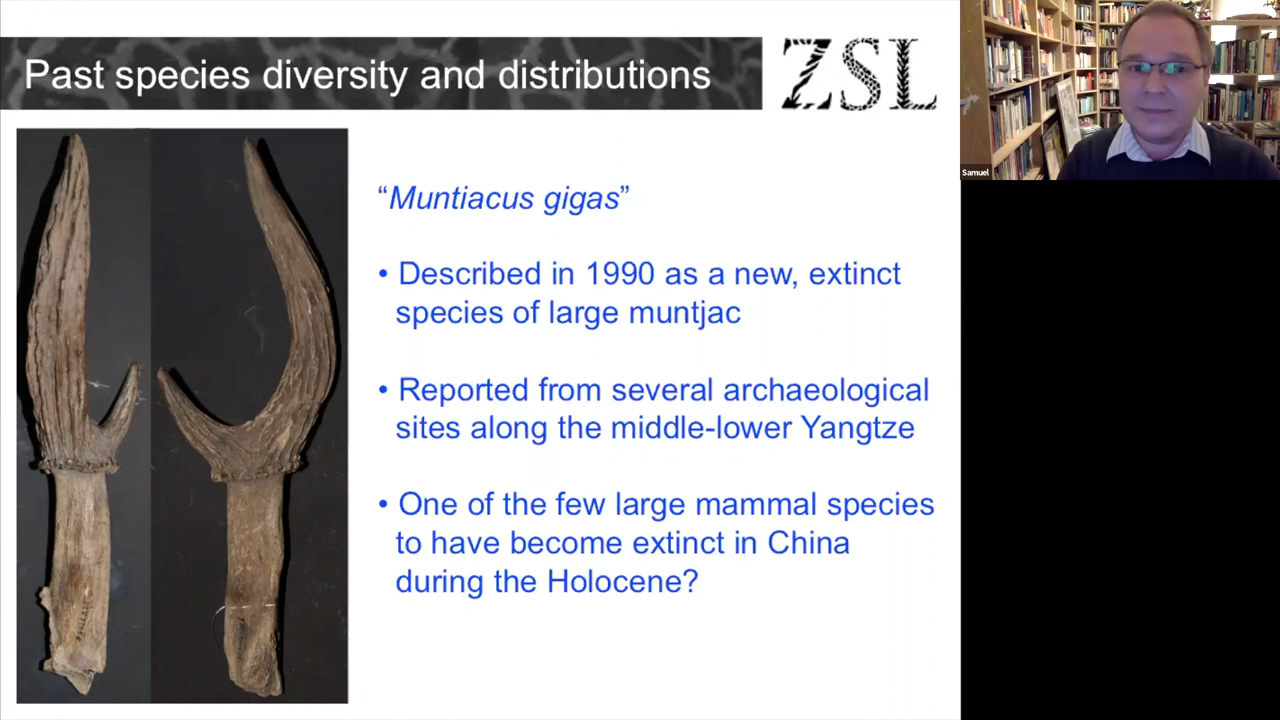 Past species diversity and distributions
ZSL
“Muntiacus gigas”
• Described in 1990 as a new, extinct
species of large muntjac
• Reported from several archaeological
sites along the middle-lower Yangtze
• One of the few large mammal species
to have become extinct in China
during the Holocene?
Samuel